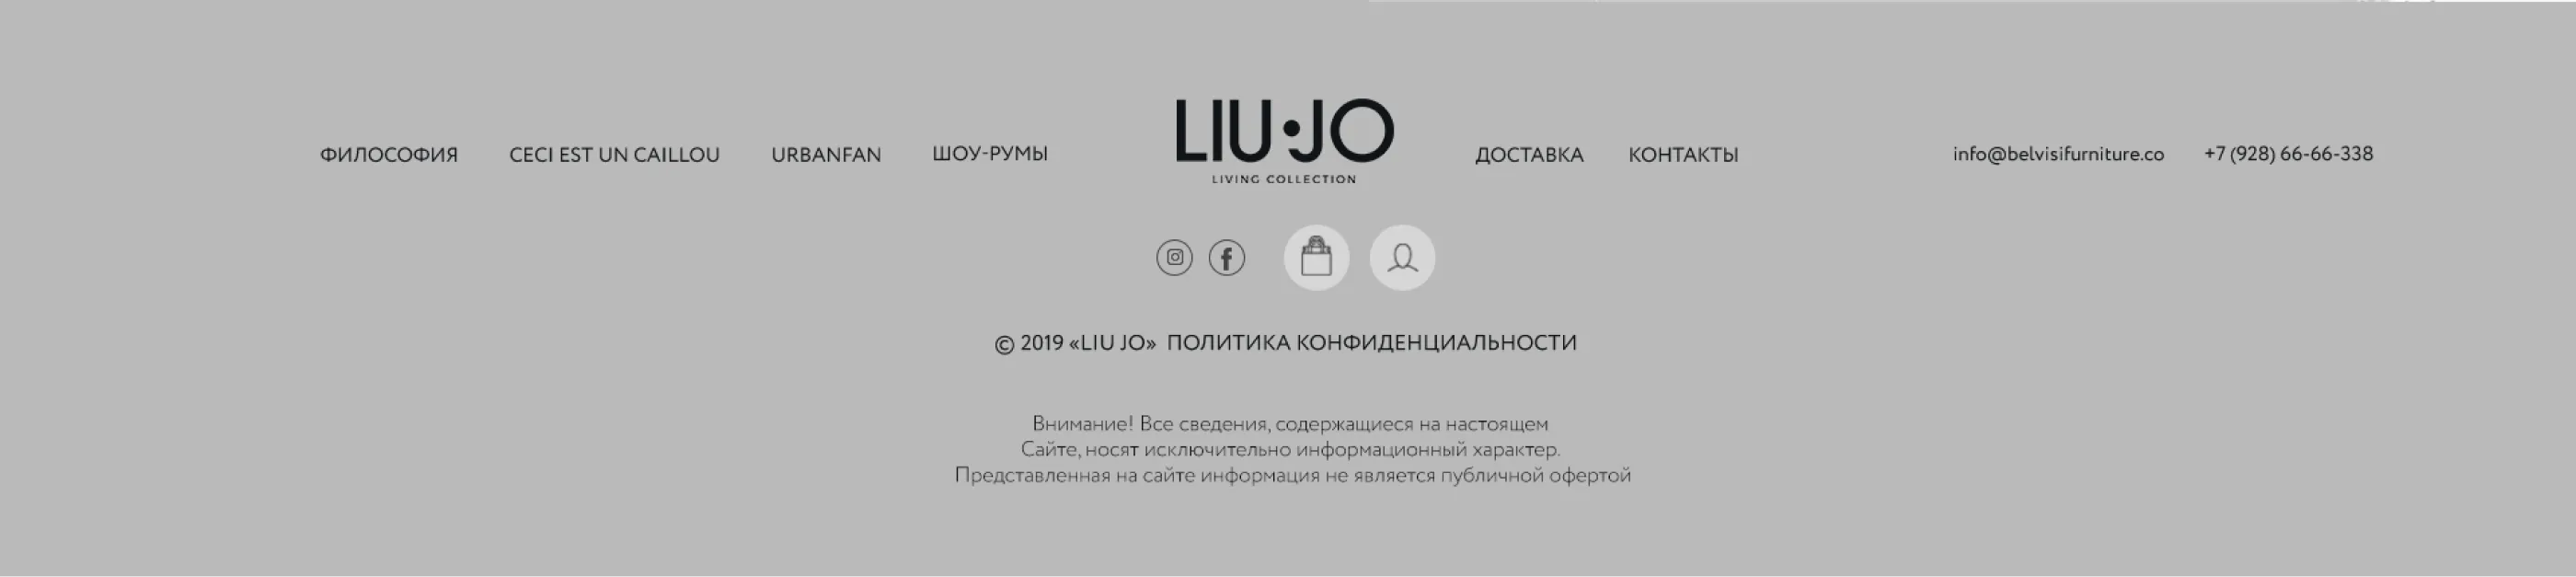 ФИЛОСОФИЯ CECI EST UN CAILLOU URBANFAN ШОУ-РУМЫ LIU·JO ДОСТАВКА КОНТАКТЫ info@belvisifurniture.co +7 (928) 66-66-338
LIVING COLLECTION
© 2019 «LIU JO» ПОЛИТИКА КОНФИДЕНЦИАЛЬНОСТИ
Внимание! Все сведения, содержащиеся на настоящем
Сайте, носят исключительно информационный характер.
Представленная на сайте информация не является публичной офертой